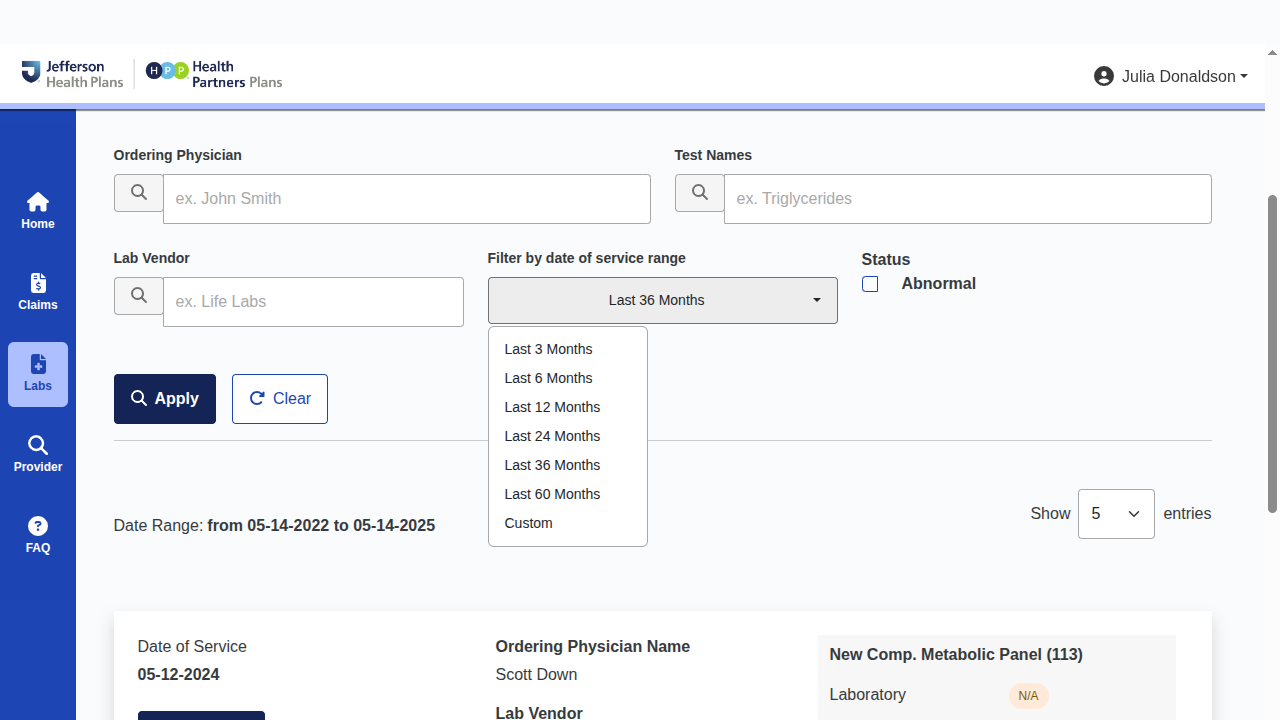 Jefferson
Health Plans
H P P
Health
Partners Plans
Julia Donaldson
Home
Claims
Labs
Provider
FAQ
Ordering Physician
ex. John Smith
Test Names
ex. Triglycerides
Lab Vendor
ex. Life Labs
Filter by date of service range
Last 36 Months
Status
Abnormal
Last 3 Months
Last 6 Months
Last 12 Months
Last 24 Months
Last 36 Months
Last 60 Months
Custom
Apply
Clear
Date Range: from 05-14-2022 to 05-14-2025
Show 5 entries
Date of Service
05-12-2024
Ordering Physician Name
Scott Down
Lab Vendor
New Comp. Metabolic Panel (113)
Laboratory N/A